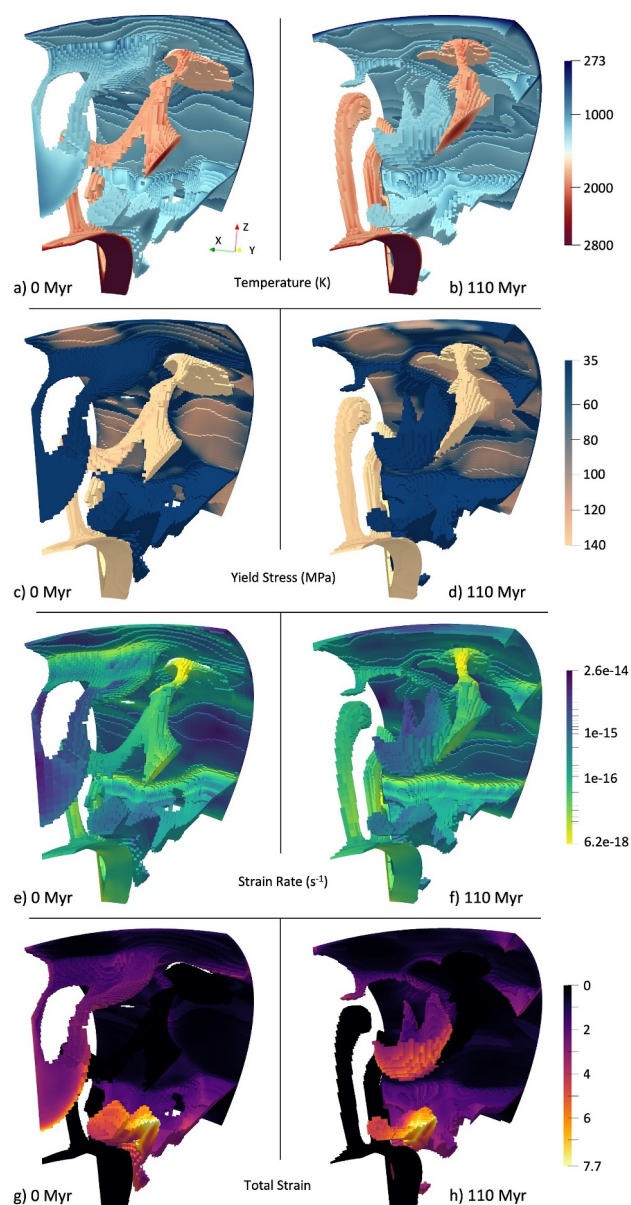 273
1000
2000
2800
Z
X
Y
a) 0 Myr
Temperature (K)
b) 110 Myr
35
60
80
100
120
140
c) 0 Myr
Yield Stress (MPa)
d) 110 Myr
2.6e-14
1e-15
1e-16
6.2e-18
e) 0 Myr
Strain Rate (s⁻¹)
f) 110 Myr
0
2
4
6
7.7
g) 0 Myr
Total Strain
h) 110 Myr